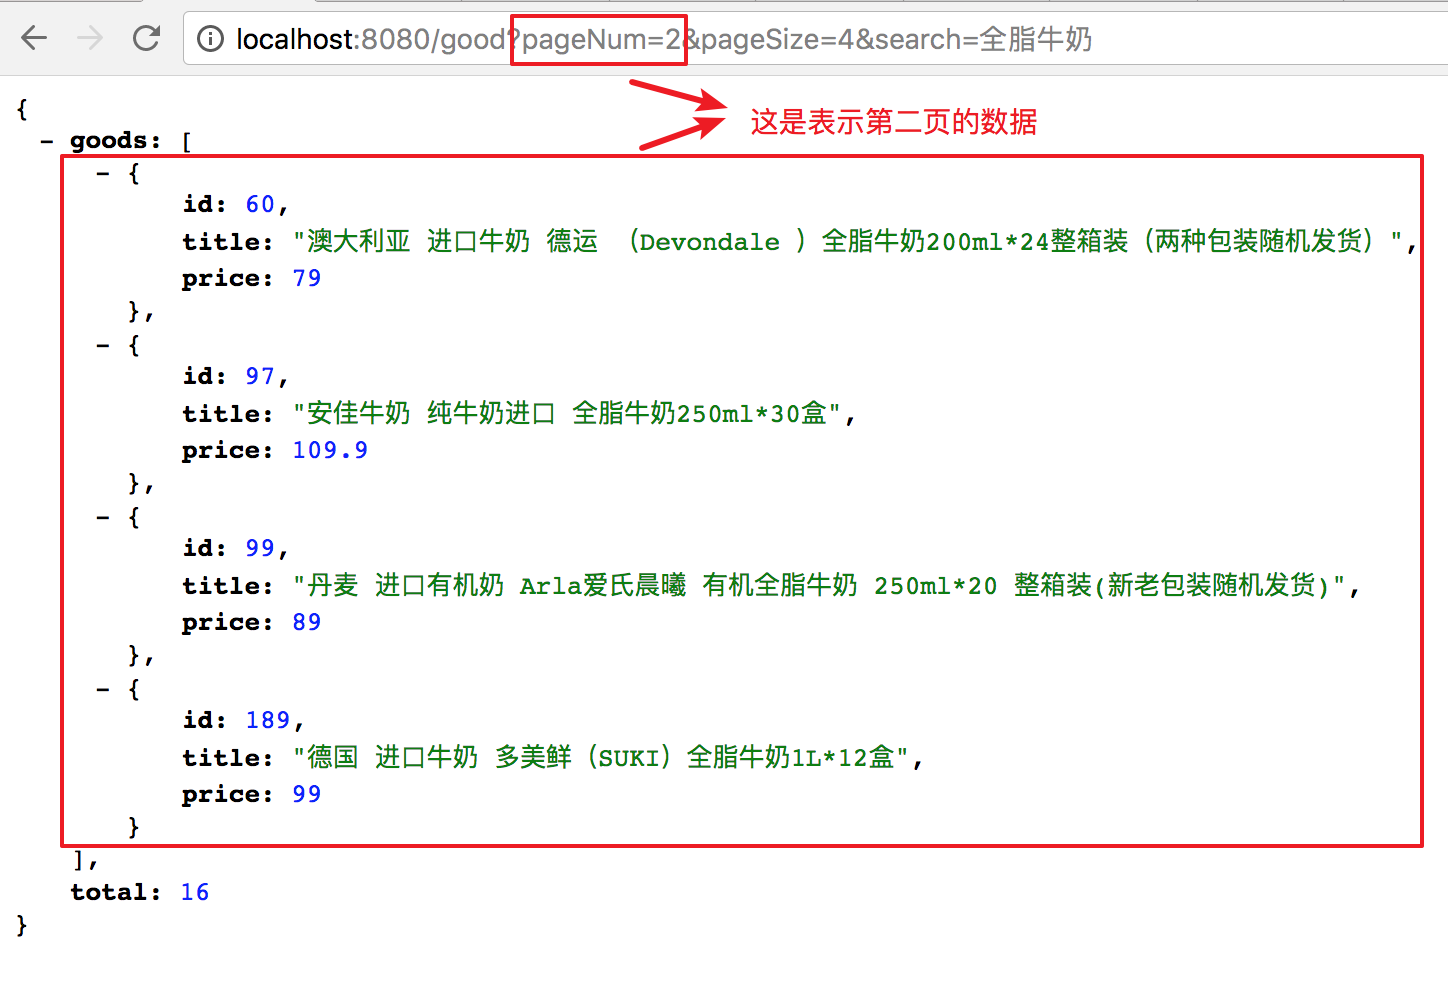 localhost:8080/good?pageNum=2&pageSize=4&search=全脂牛奶
这是表示第二页的数据
{
- goods: [
- {
id: 60,
title: "澳大利亚 进口牛奶 德运 （Devondale ）全脂牛奶200ml*24整箱装（两种包装随机发货）",
price: 79
},
- {
id: 97,
title: "安佳牛奶 纯牛奶进口 全脂牛奶250ml*30盒",
price: 109.9
},
- {
id: 99,
title: "丹麦 进口有机奶 Arla爱氏晨曦 有机全脂牛奶 250ml*20 整箱装(新老包装随机发货)",
price: 89
},
- {
id: 189,
title: "德国 进口牛奶 多美鲜（SUKI）全脂牛奶1L*12盒",
price: 99
}
],
total: 16
}